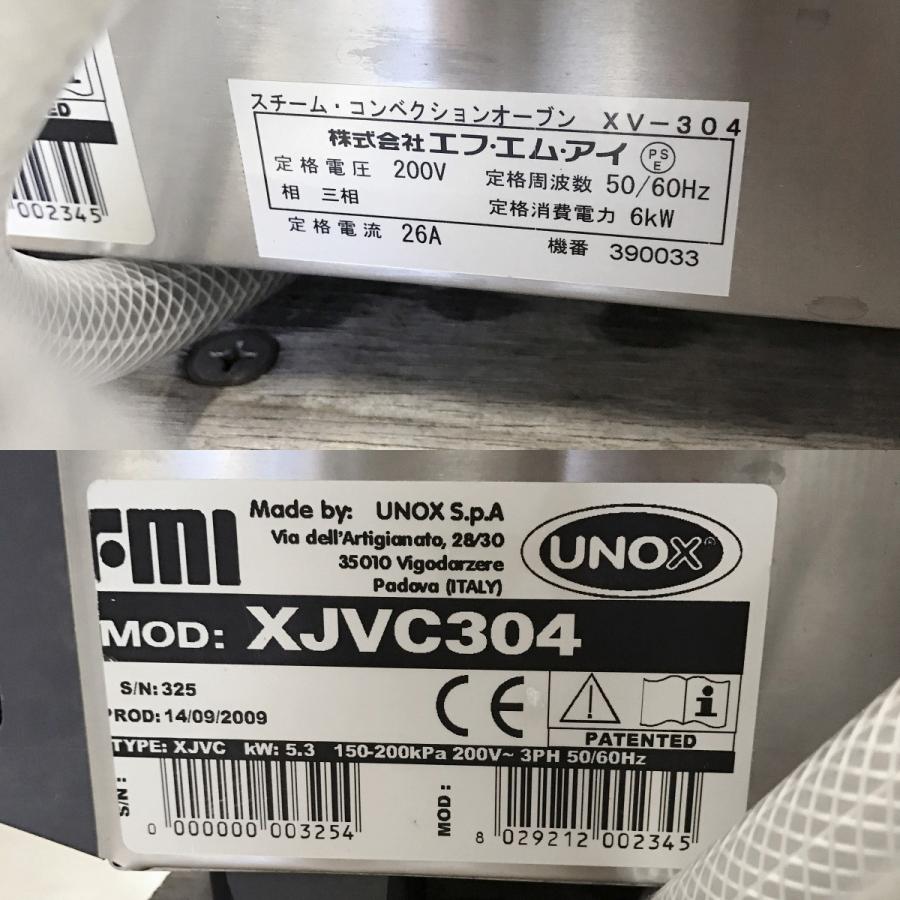 ED
002345
スチーム・コンベクションオーブン XV-304
株式会社エフ・エム・アイ PSE
定格電圧 200V 定格周波数 50/60Hz
相 三相 定格消費電力 6kW
定格電流 26A 機番 390033
FMI Made by: UNOX S.p.A
Via dell'Artigianato, 28/30
35010 Vigodarzere
Padova (ITALY)
UNOX®
MOD: XJVC304
S/N: 325
PROD: 14/09/2009
CE
i
PATENTED
TYPE: XJVC kW: 5.3 150-200kPa 200V~ 3PH 50/60Hz
S/N:
0 000000 003254
MOD:
8 029212 002345